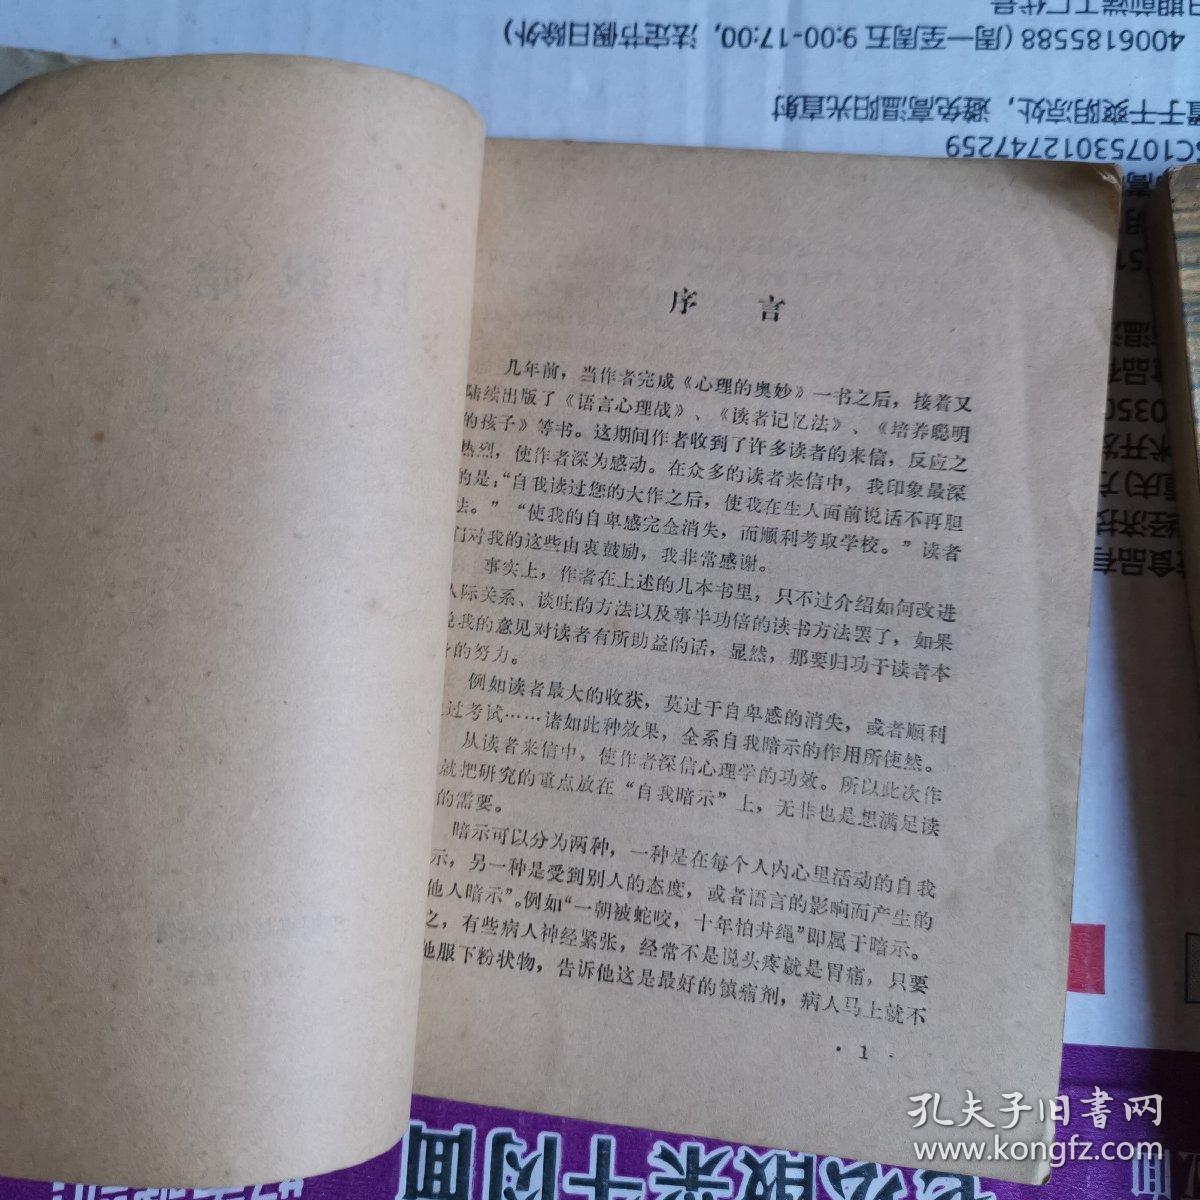 序 言
几年前，当作者完成《心理的奥妙》一书之后，接着又
陆续出版了《语言心理战》、《读者记忆法》、《培养聪明
的孩子》等书。这期间作者收到了许多读者的来信，反应之
热烈，使作者深为感动。在众多的读者来信中，我印象最深
的是：“自我读过您的大作之后，使我在生人面前说话不再胆
怯。”“使我的自卑感完全消失，而顺利考取学校。”读者
们对我的这些由衷鼓励，我非常感谢。
事实上，作者在上述的几本书里，只不过介绍如何改进
人际关系、谈吐的方法以及事半功倍的读书方法罢了，如果
说我的意见对读者有所助益的话，显然，那要归功于读者本
身的努力。
例如读者最大的收获，莫过于自卑感的消失，或者顺利
过考试……诸如此种效果，全系自我暗示的作用所使然。
从读者来信中，使作者深信心理学的功效。所以此次作
就把研究的重点放在“自我暗示”上，无非也是想满足读
的需要。
暗示可以分为两种，一种是在每个人内心里活动的自我
示，另一种是受到别人的态度，或者语言的影响而产生的
他人暗示”。例如“一朝被蛇咬，十年怕井绳”即属于暗示。
之，有些病人神经紧张，经常不是说头疼就是胃痛，只要
他服下粉状物，告诉他这是最好的镇痛剂，病人马上就不
· 1 ·
自我暗示
日期前端工厂代号
4006185588 (周一至周五 9:00-17:00, 法定节假日除外)
置于干爽阴凉处，避免高温阳光直射
SC10753012747259
孔夫子旧书网
www.kongfz.com